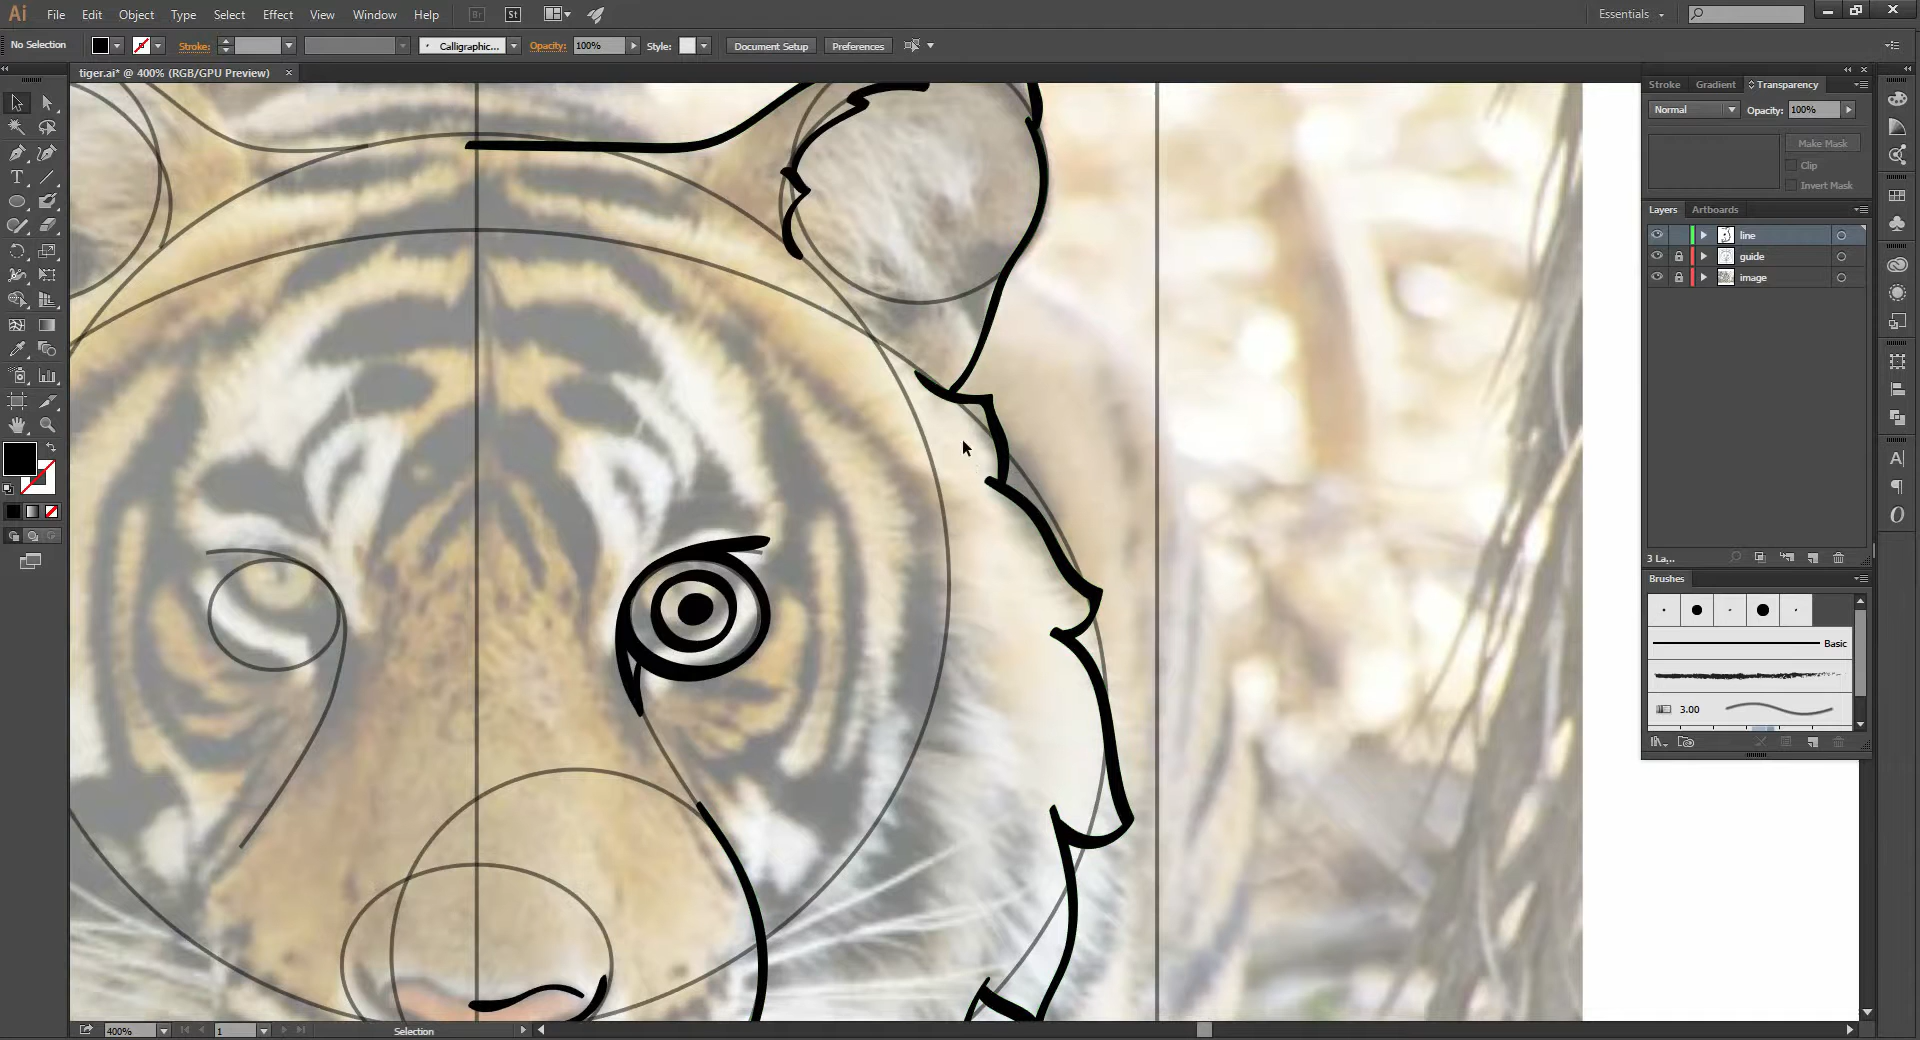 Ai File Edit Object Type Select Effect View Window Help Br St Essentials
No Selection Stroke: Calligraphic... Opacity: 100% Style: Document Setup Preferences
tiger.ai* @ 400% (RGB/GPU Preview) ×
Stroke Gradient Transparency
Normal Opacity: 100%
Make Mask
Clip
Invert Mask
Layers Artboards
line
guide
image
3 La...
Brushes
Basic
3.00
400% 1 Selection